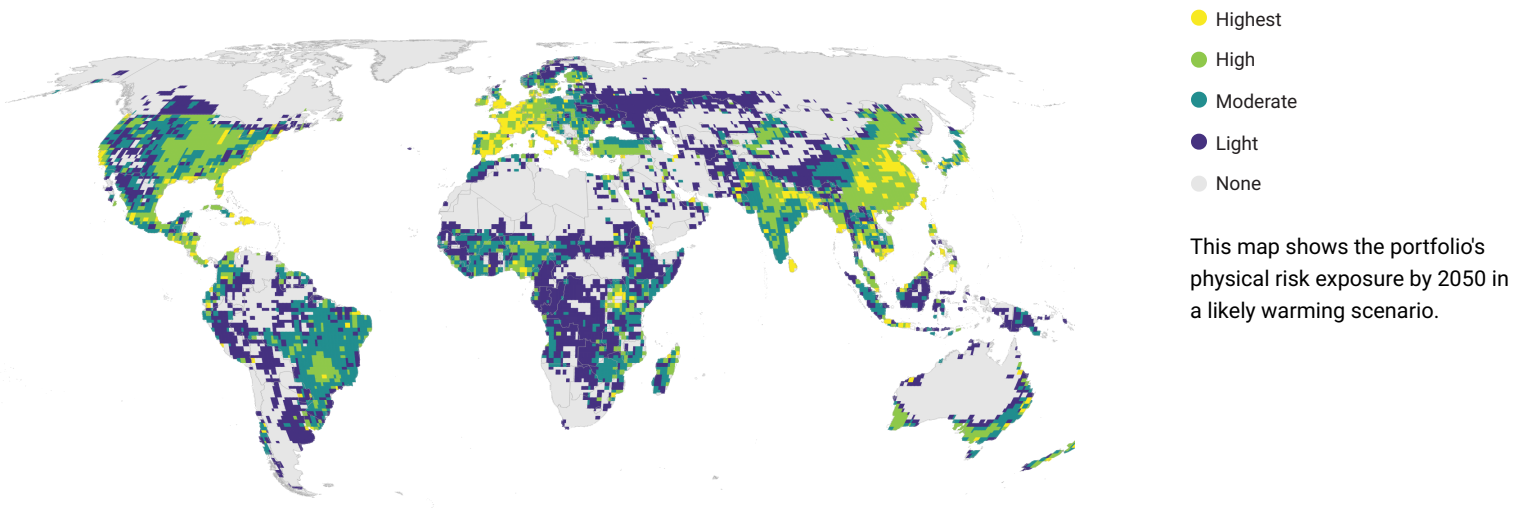 Highest
High
Moderate
Light
None
This map shows the portfolio's
physical risk exposure by 2050 in
a likely warming scenario.